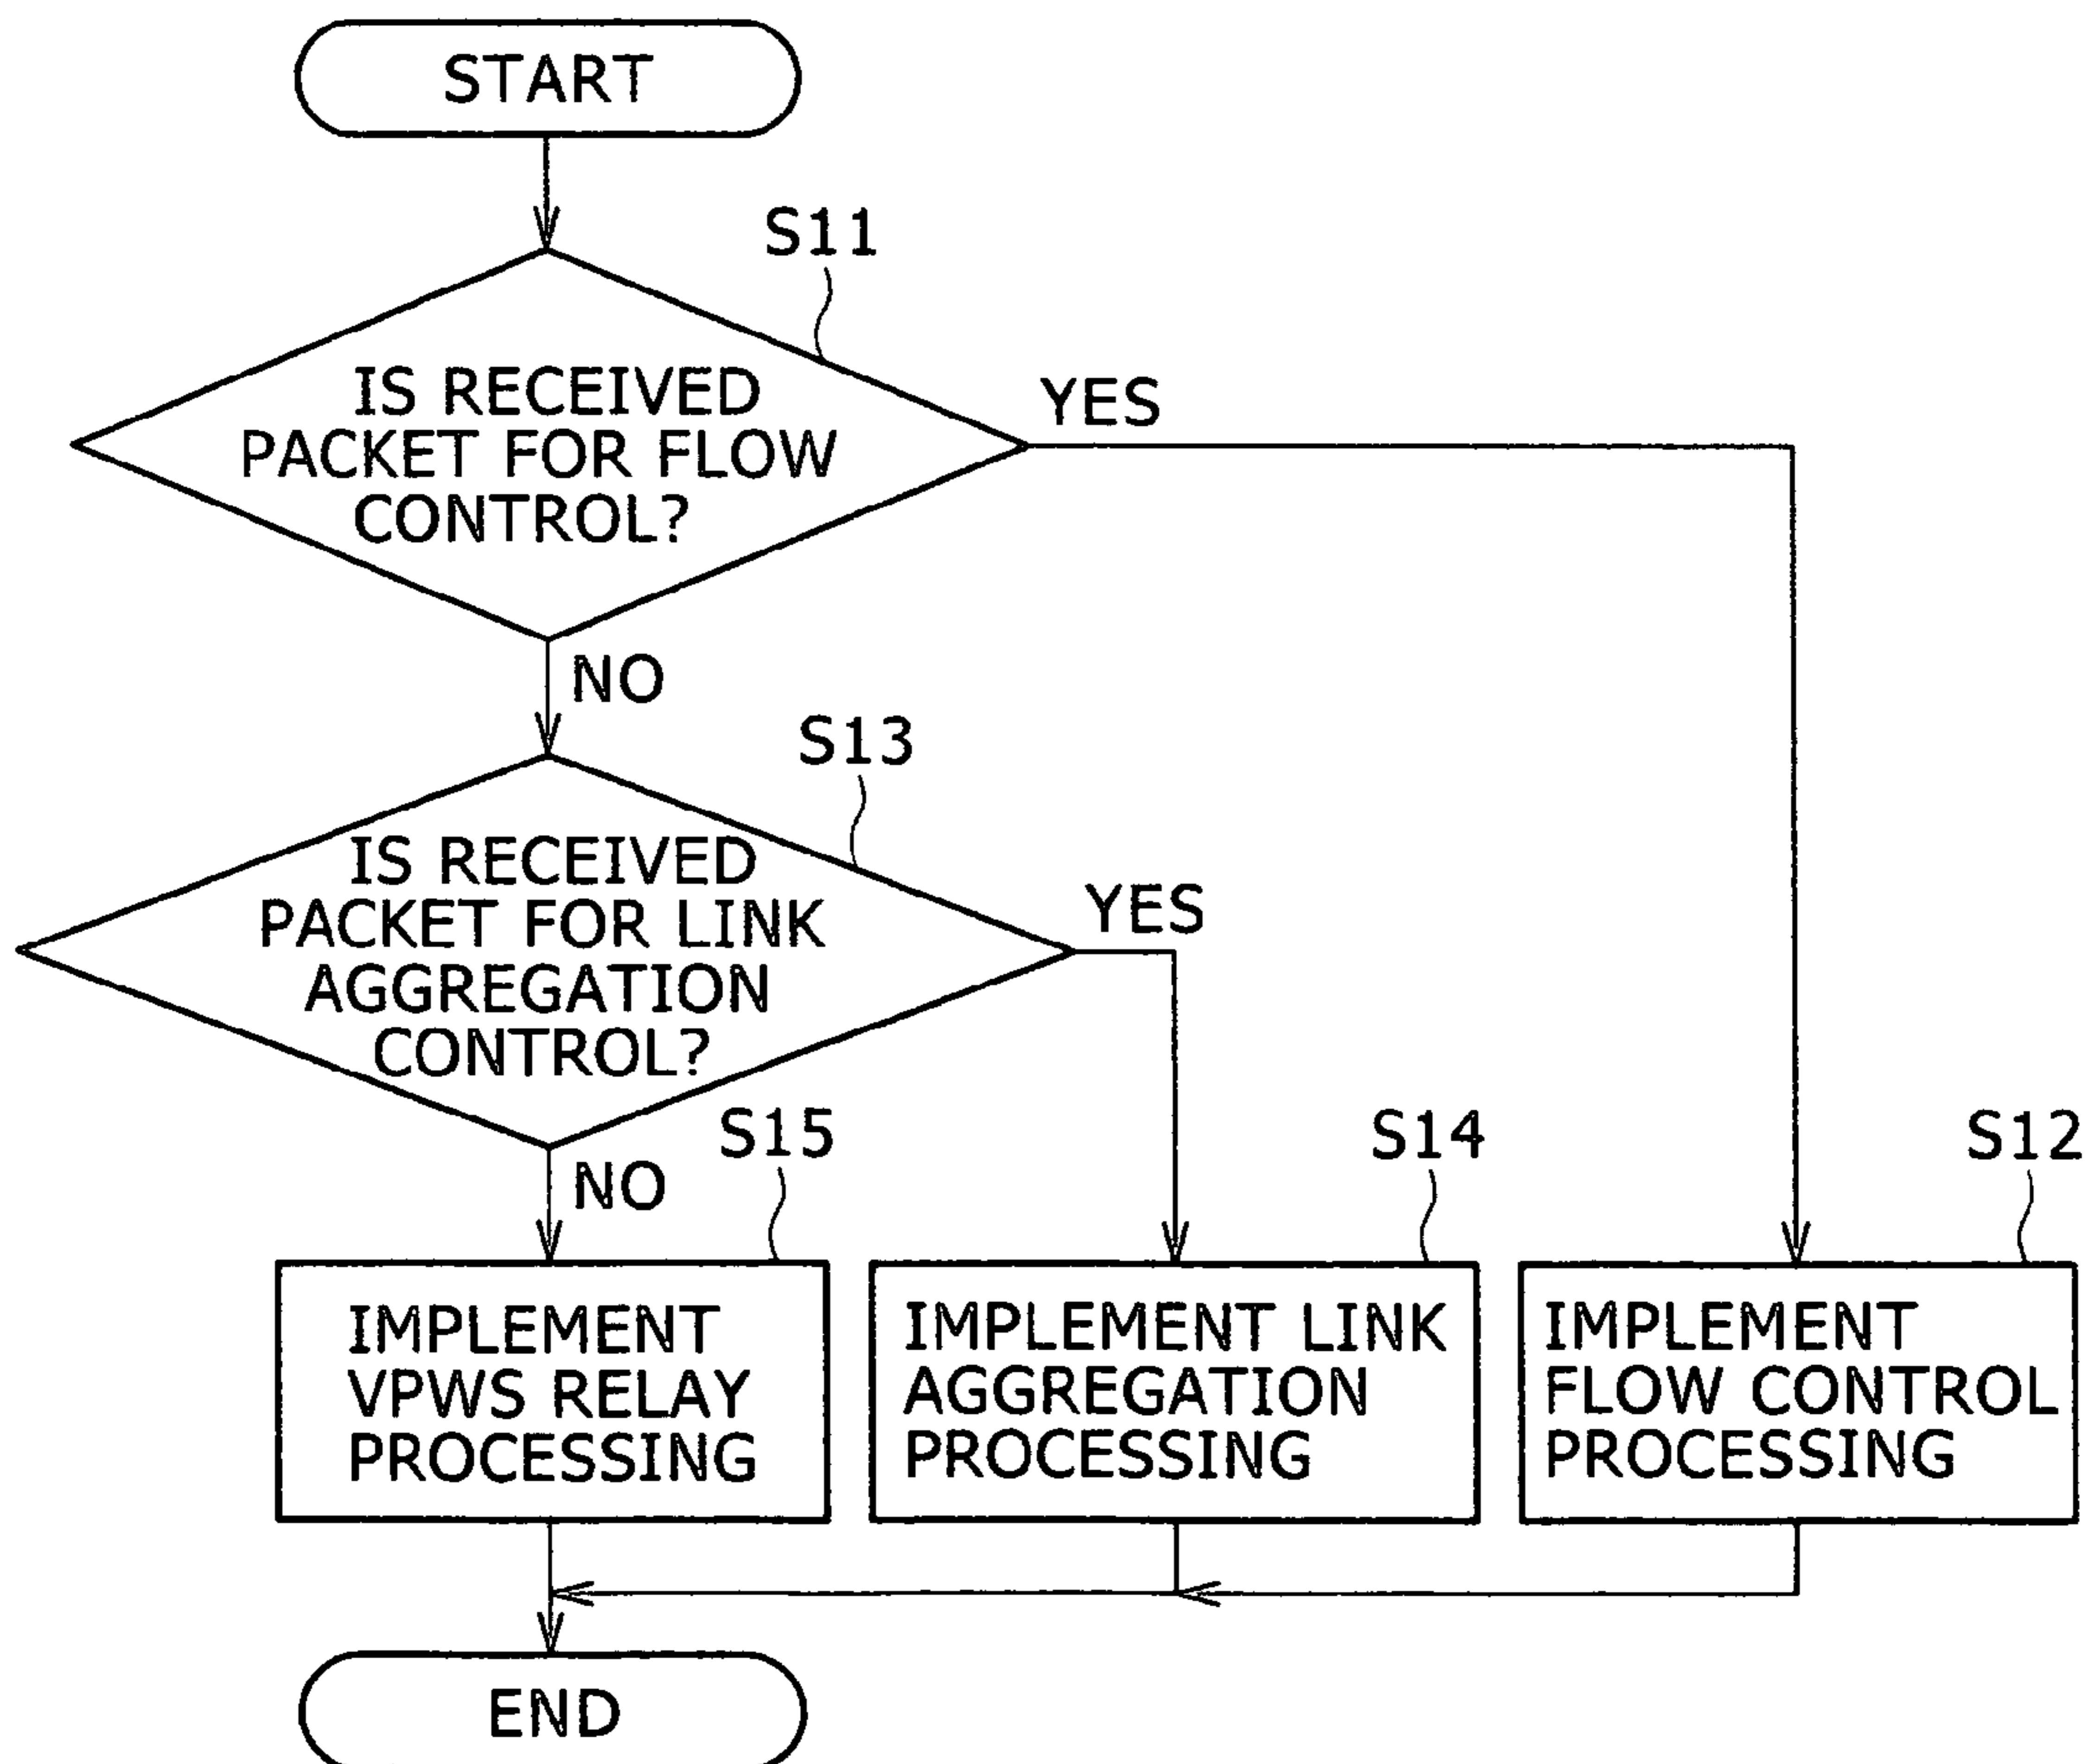 START
S11
IS RECEIVED
PACKET FOR FLOW
CONTROL?
YES
NO
S13
IS RECEIVED
PACKET FOR LINK
AGGREGATION
CONTROL?
YES
NO
S15
S14
S12
IMPLEMENT
VPWS RELAY
PROCESSING
IMPLEMENT LINK
AGGREGATION
PROCESSING
IMPLEMENT
FLOW CONTROL
PROCESSING
END